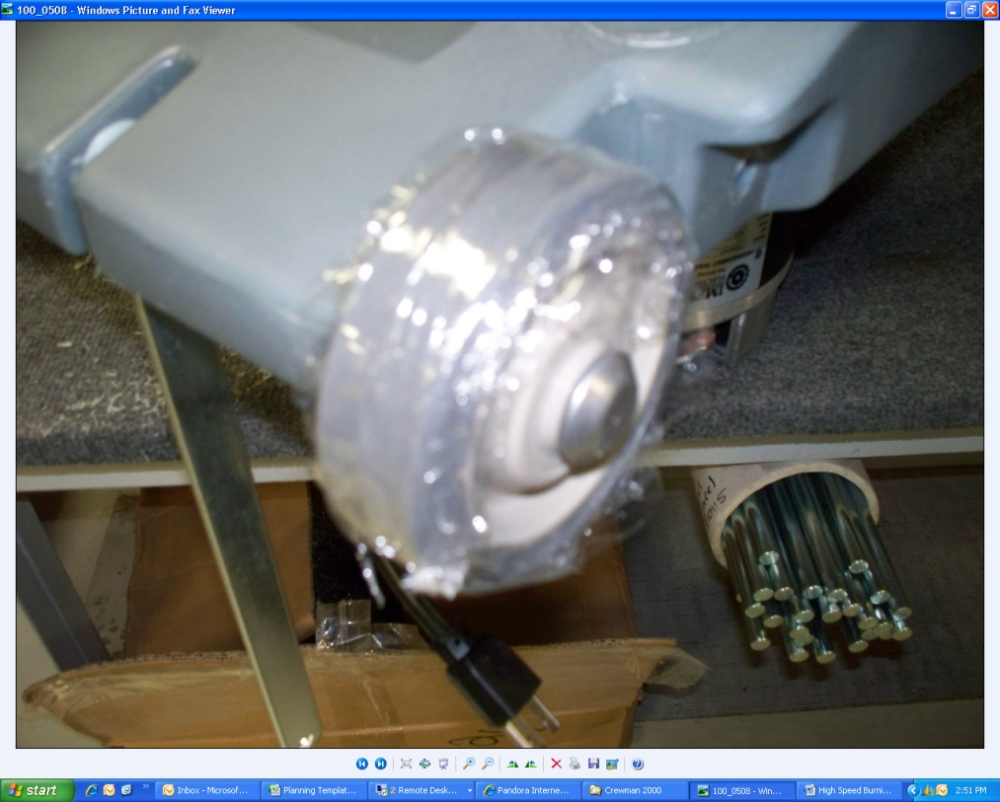 100_0508 - Windows Picture and Fax Viewer
start
Inbox - Microsof...
Planning Templat...
2 Remote Desk...
Pandora Interne...
Crewman 2000
100_0508 - Win...
High Speed Burni...
2:51 PM